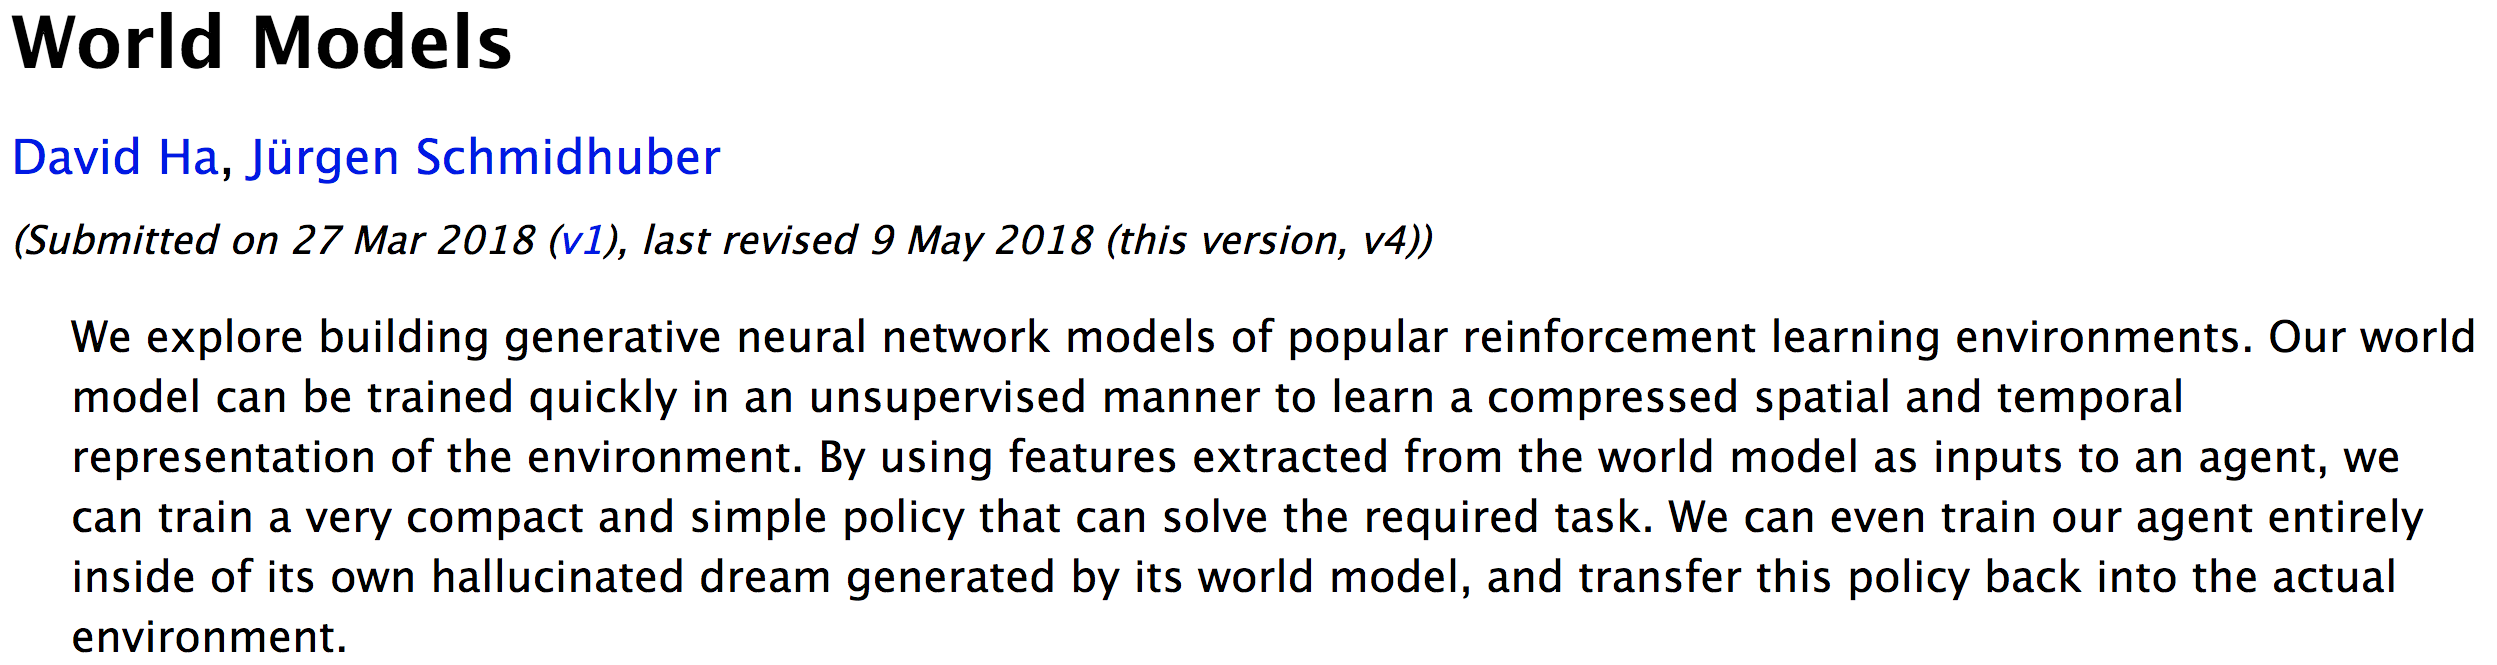 World Models
David Ha, Jürgen Schmidhuber
(Submitted on 27 Mar 2018 (v1), last revised 9 May 2018 (this version, v4))
We explore building generative neural network models of popular reinforcement learning environments. Our world
model can be trained quickly in an unsupervised manner to learn a compressed spatial and temporal
representation of the environment. By using features extracted from the world model as inputs to an agent, we
can train a very compact and simple policy that can solve the required task. We can even train our agent entirely
inside of its own hallucinated dream generated by its world model, and transfer this policy back into the actual
environment.